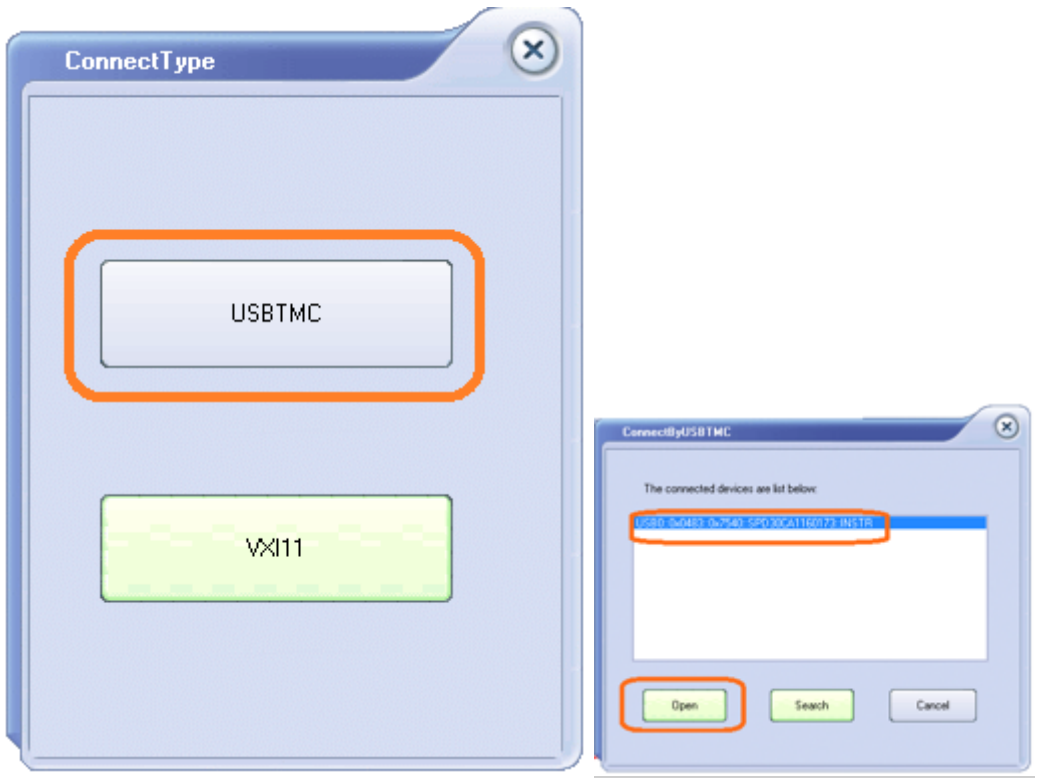 ConnectType
USBTMC
VXI11
ConnectByUSBTMC
The connected devices are list below:
USB0::0x0483::0x7540::SPD30CA1160173::INSTR
Open
Search
Cancel